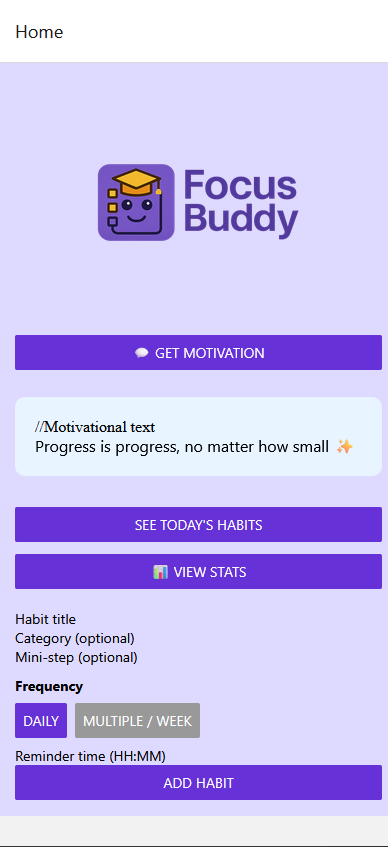 Home
Focus
Buddy
💬 GET MOTIVATION
//Motivational text
Progress is progress, no matter how small ✨
SEE TODAY'S HABITS
📊 VIEW STATS
Habit title
Category (optional)
Mini-step (optional)
Frequency
DAILY MULTIPLE / WEEK
Reminder time (HH:MM)
ADD HABIT